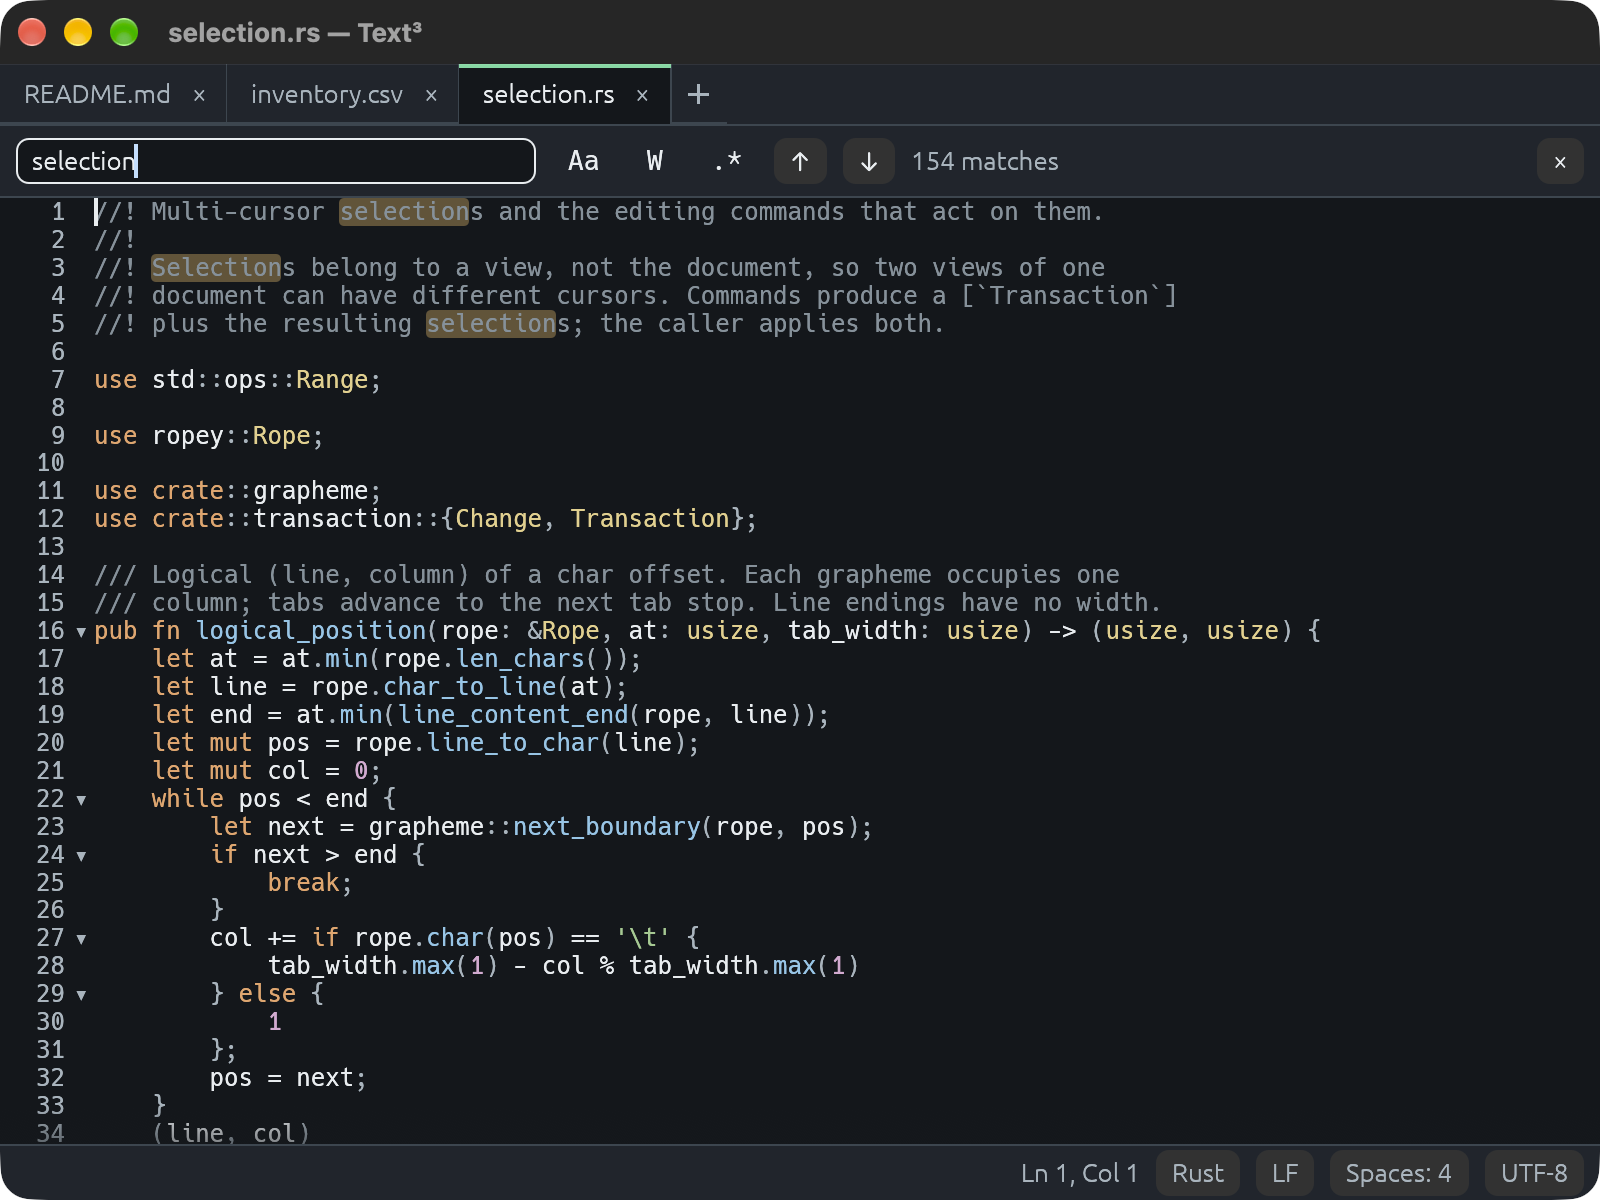 selection.rs — Text³
README.md × inventory.csv × selection.rs × +
selection Aa W .* ↑ ↓ 154 matches ×
1 //! Multi-cursor selections and the editing commands that act on them.
2 //!
3 //! Selections belong to a view, not the document, so two views of one
4 //! document can have different cursors. Commands produce a [`Transaction`]
5 //! plus the resulting selections; the caller applies both.
6
7 use std::ops::Range;
8
9 use ropey::Rope;
10
11 use crate::grapheme;
12 use crate::transaction::{Change, Transaction};
13
14 /// Logical (line, column) of a char offset. Each grapheme occupies one
15 /// column; tabs advance to the next tab stop. Line endings have no width.
16 ▼ pub fn logical_position(rope: &Rope, at: usize, tab_width: usize) -> (usize, usize) {
17     let at = at.min(rope.len_chars());
18     let line = rope.char_to_line(at);
19     let end = at.min(line_content_end(rope, line));
20     let mut pos = rope.line_to_char(line);
21     let mut col = 0;
22 ▼     while pos < end {
23         let next = grapheme::next_boundary(rope, pos);
24 ▼         if next > end {
25             break;
26         }
27 ▼         col += if rope.char(pos) == '\t' {
28             tab_width.max(1) - col % tab_width.max(1)
29 ▼         } else {
30             1
31         };
32         pos = next;
33     }
34     (line, col)
Ln 1, Col 1 Rust LF Spaces: 4 UTF-8